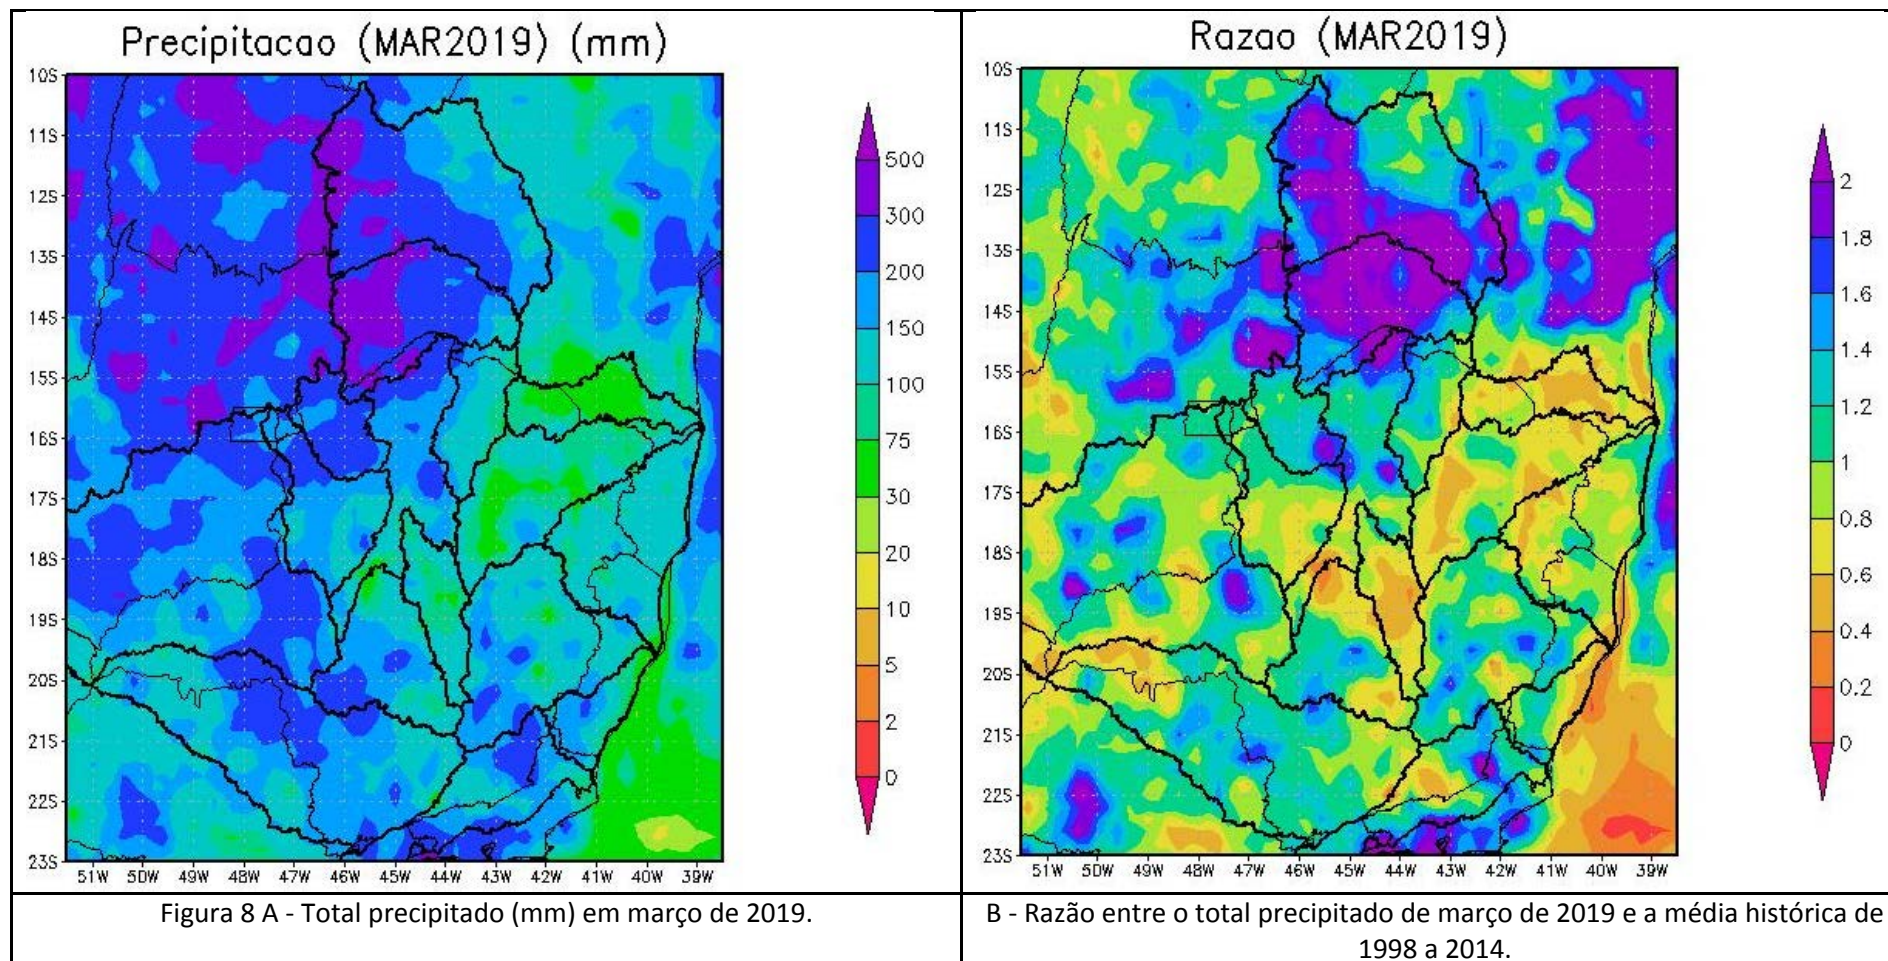 Precipitacao (MAR2019) (mm)
10S
11S
12S
13S
14S
15S
16S
17S
18S
19S
20S
21S
22S
23S
51W 50W 49W 48W 47W 46W 45W 44W 43W 42W 41W 40W 39W
500
300
200
150
100
75
30
20
10
5
2
0
Figura 8 A - Total precipitado (mm) em março de 2019.
Razao (MAR2019)
10S
11S
12S
13S
14S
15S
16S
17S
18S
19S
20S
21S
22S
23S
51W 50W 49W 48W 47W 46W 45W 44W 43W 42W 41W 40W 39W
2
1.8
1.6
1.4
1.2
1
0.8
0.6
0.4
0.2
0
B - Razão entre o total precipitado de março de 2019 e a média histórica de
1998 a 2014.